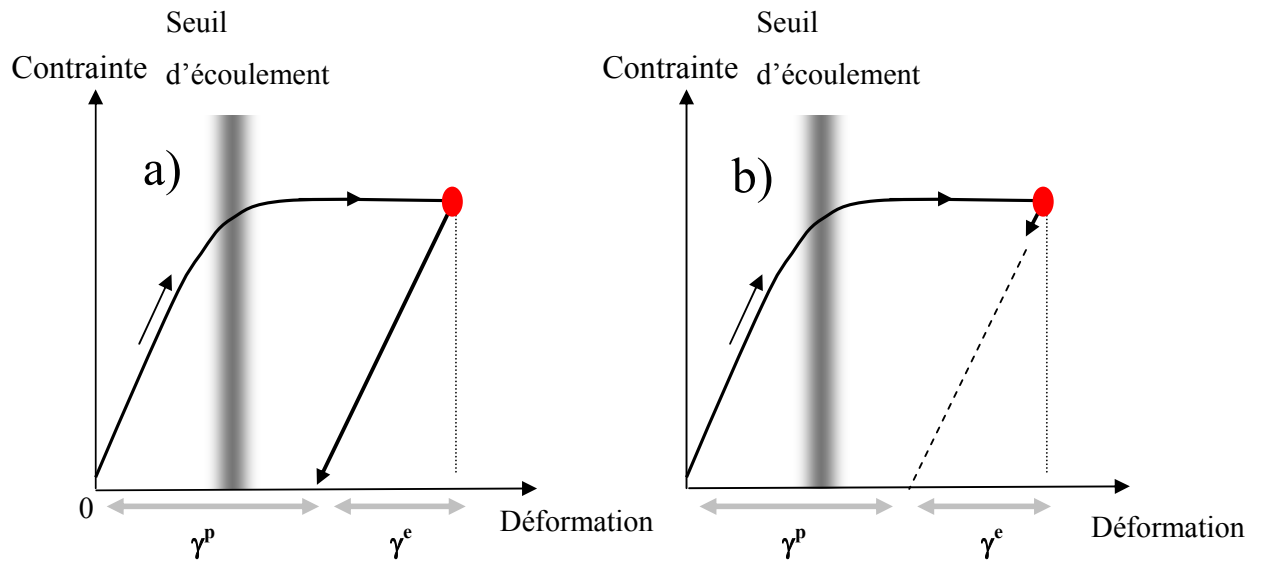 Seuil
Contrainte d’écoulement
a)
0
Déformation
γp γe
Seuil
Contrainte d’écoulement
b)
Déformation
γp γe